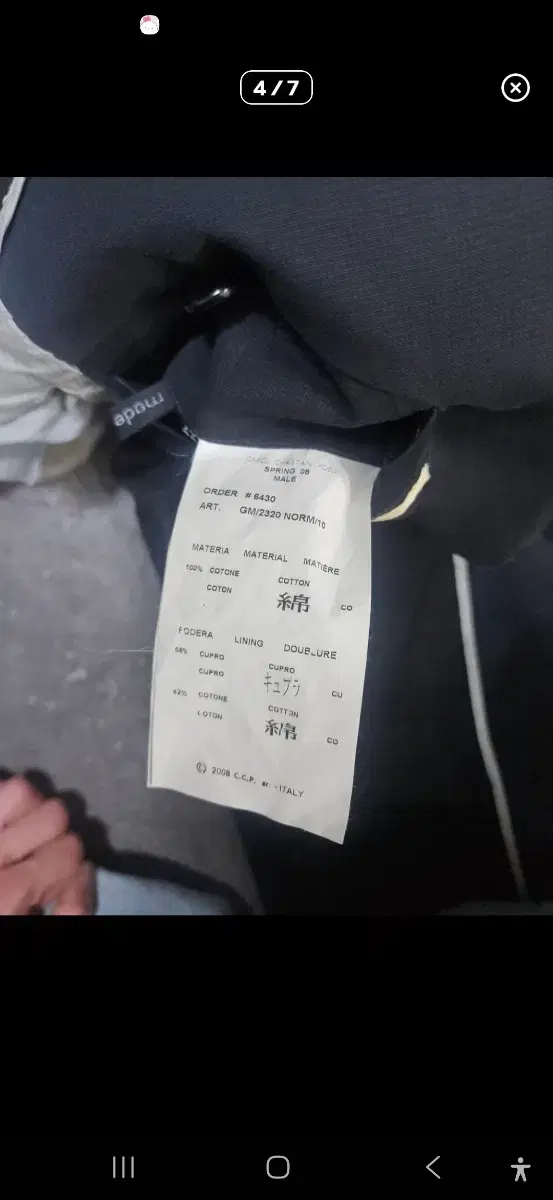 4/7
made
SPRING 08
MALE
ORDER # 6430
ART. GM/2320 NORM/10
MATERIA MATERIAL MATIÈRE
100% COTONE COTTON
COTON 綿 CO
FODERA LINING DOUBLURE
58% CUPRO CUPRO
CUPRO キュプラ CU
42% COTONE COTTON
COTON 綿 CO
© 2008 C.C.P. ITALY